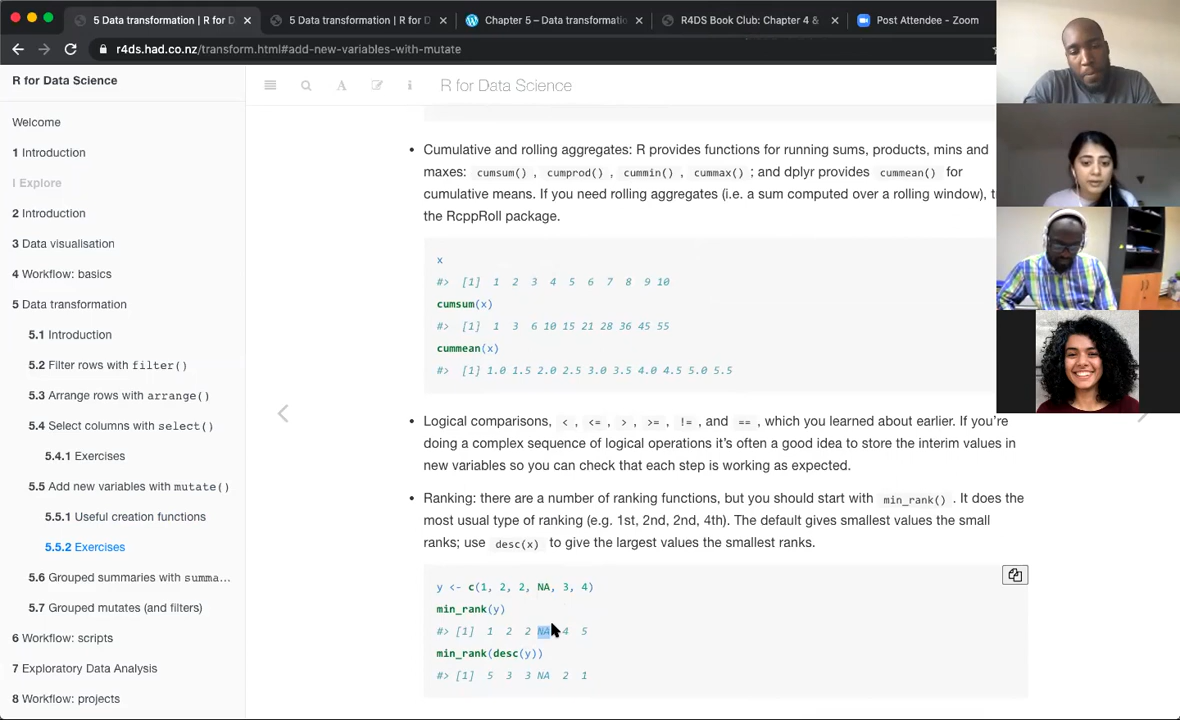 5 Data transformation | R for D
5 Data transformation | R for D
Chapter 5 – Data transformatio
R4DS Book Club: Chapter 4 &
Post Attendee - Zoom
r4ds.had.co.nz/transform.html#add-new-variables-with-mutate
R for Data Science
Welcome
1 Introduction
I Explore
2 Introduction
3 Data visualisation
4 Workflow: basics
5 Data transformation
5.1 Introduction
5.2 Filter rows with filter()
5.3 Arrange rows with arrange()
5.4 Select columns with select()
5.4.1 Exercises
5.5 Add new variables with mutate()
5.5.1 Useful creation functions
5.5.2 Exercises
5.6 Grouped summaries with summa…
5.7 Grouped mutates (and filters)
6 Workflow: scripts
7 Exploratory Data Analysis
8 Workflow: projects
A
i
R for Data Science
• Cumulative and rolling aggregates: R provides functions for running sums, products, mins and
maxes: cumsum() , cumprod() , cummin() , cummax() ; and dplyr provides cummean() for
cumulative means. If you need rolling aggregates (i.e. a sum computed over a rolling window),
the RcppRoll package.
x
#> [1] 1 2 3 4 5 6 7 8 9 10
cumsum(x)
#> [1] 1 3 6 10 15 21 28 36 45 55
cummean(x)
#> [1] 1.0 1.5 2.0 2.5 3.0 3.5 4.0 4.5 5.0 5.5
• Logical comparisons, < , <= , > , >= , != , and == , which you learned about earlier. If you’re
doing a complex sequence of logical operations it’s often a good idea to store the interim values in
new variables so you can check that each step is working as expected.
• Ranking: there are a number of ranking functions, but you should start with min_rank() . It does the
most usual type of ranking (e.g. 1st, 2nd, 2nd, 4th). The default gives smallest values the small
ranks; use desc(x) to give the largest values the smallest ranks.
y <- c(1, 2, 2, NA, 3, 4)
min_rank(y)
#> [1] 1 2 2 NA 4 5
min_rank(desc(y))
#> [1] 5 3 3 NA 2 1